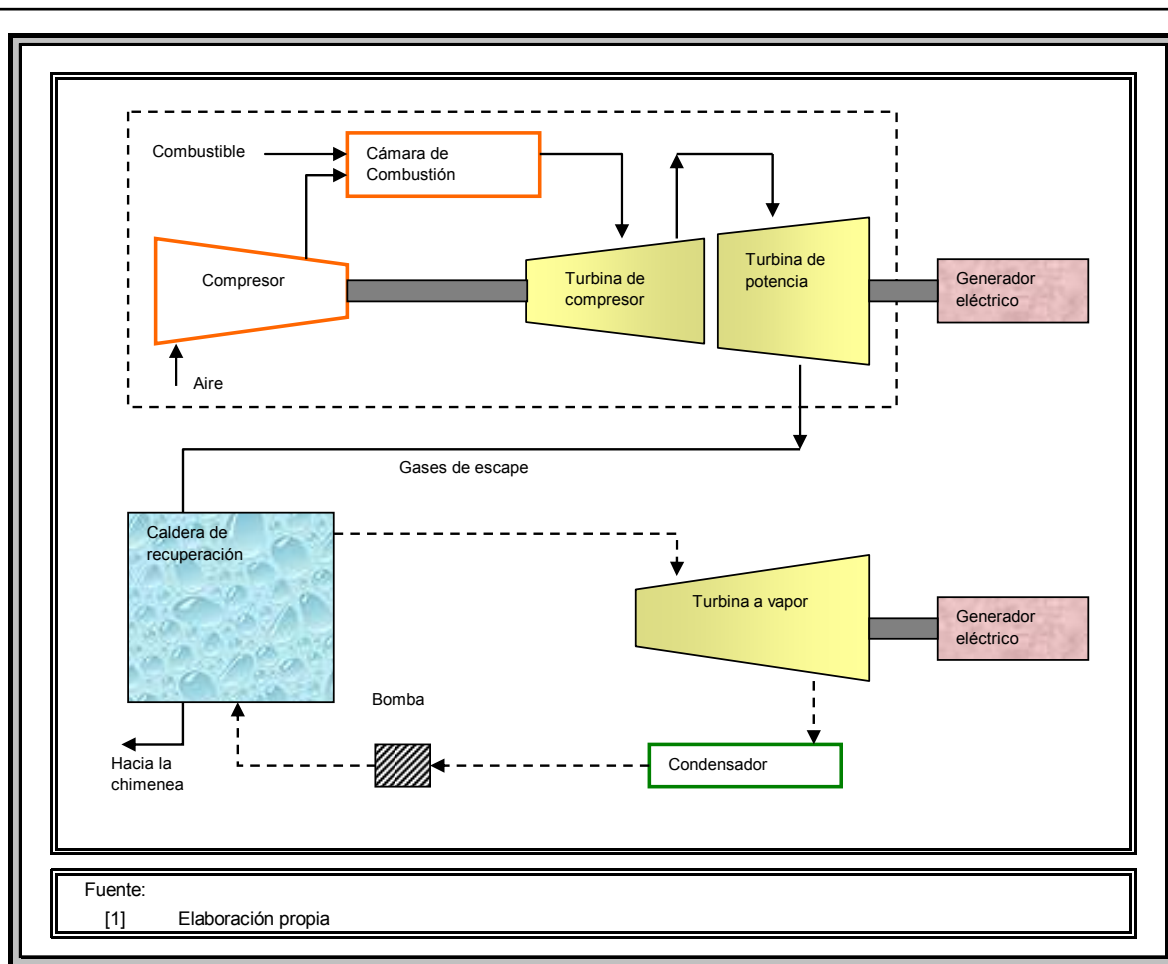 Combustible
Cámara de
Combustión
Compresor
Turbina de
compresor
Turbina de
potencia
Generador
eléctrico
Aire
Gases de escape
Caldera de
recuperación
Turbina a vapor
Generador
eléctrico
Bomba
Condensador
Hacia la
chimenea
Fuente:
[1] Elaboración propia